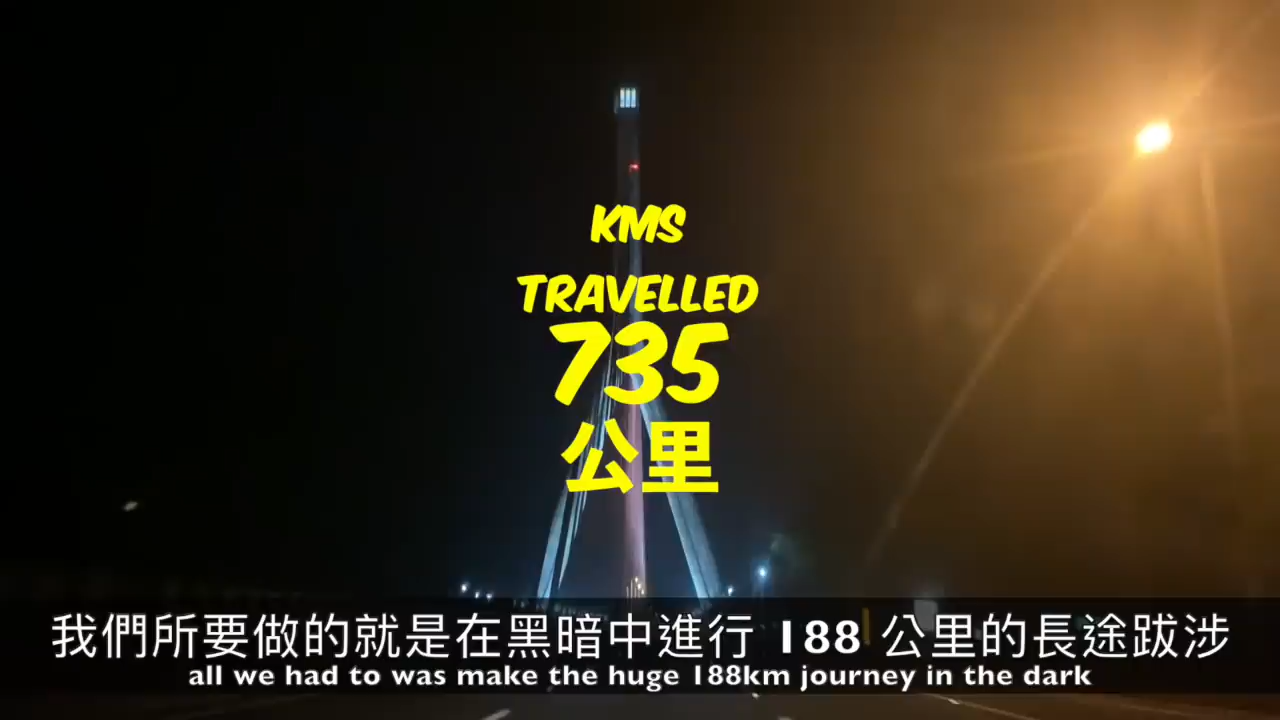 KMS
TRAVELLED
735
公里
我們所要做的就是在黑暗中進行 188 公里的長途跋涉
all we had to was make the huge 188km journey in the dark